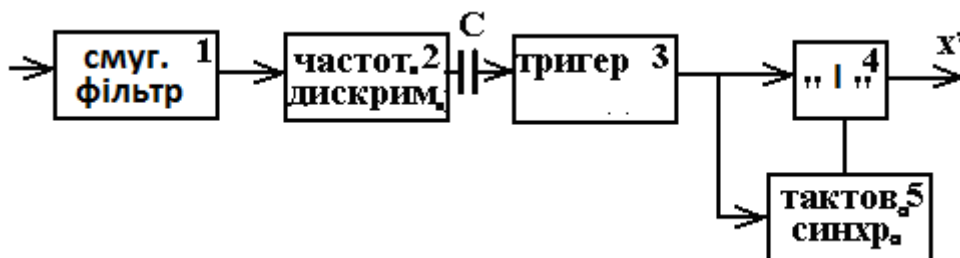 C
x'
смуг. 1
фільтр
частот. 2
дискрим.
тригер 3
„ І „ 4
тактов. 5
синхр.